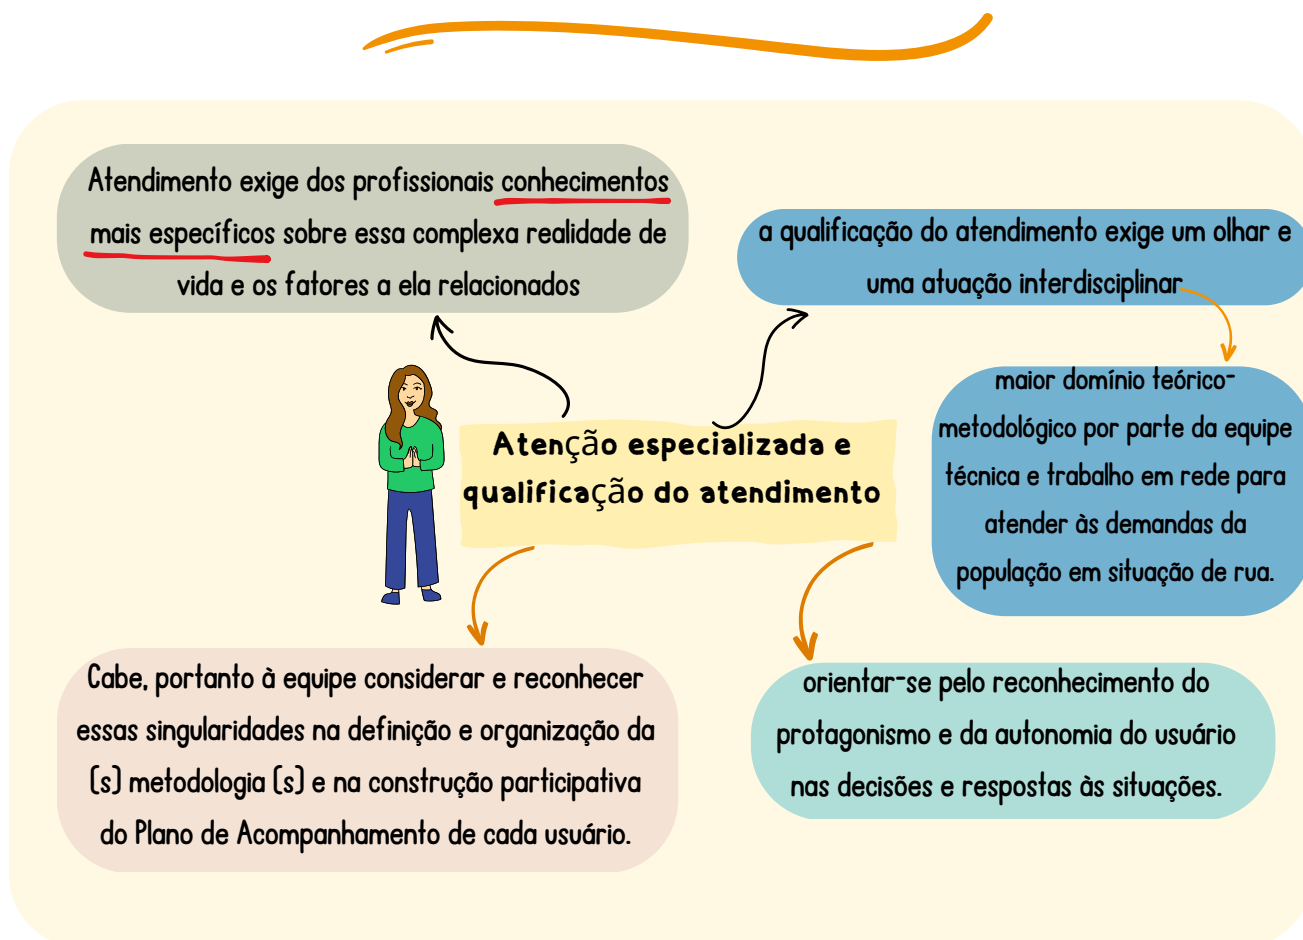 Atendimento exige dos profissionais conhecimentos
mais específicos sobre essa complexa realidade de
vida e os fatores a ela relacionados
a qualificação do atendimento exige um olhar e
uma atuação interdisciplinar
maior domínio teórico-
metodológico por parte da equipe
técnica e trabalho em rede para
atender às demandas da
população em situação de rua.
Atenção especializada e
qualificação do atendimento
Cabe, portanto à equipe considerar e reconhecer
essas singularidades na definição e organização da
(s) metodologia (s) e na construção participativa
do Plano de Acompanhamento de cada usuário.
orientar-se pelo reconhecimento do
protagonismo e da autonomia do usuário
nas decisões e respostas às situações.